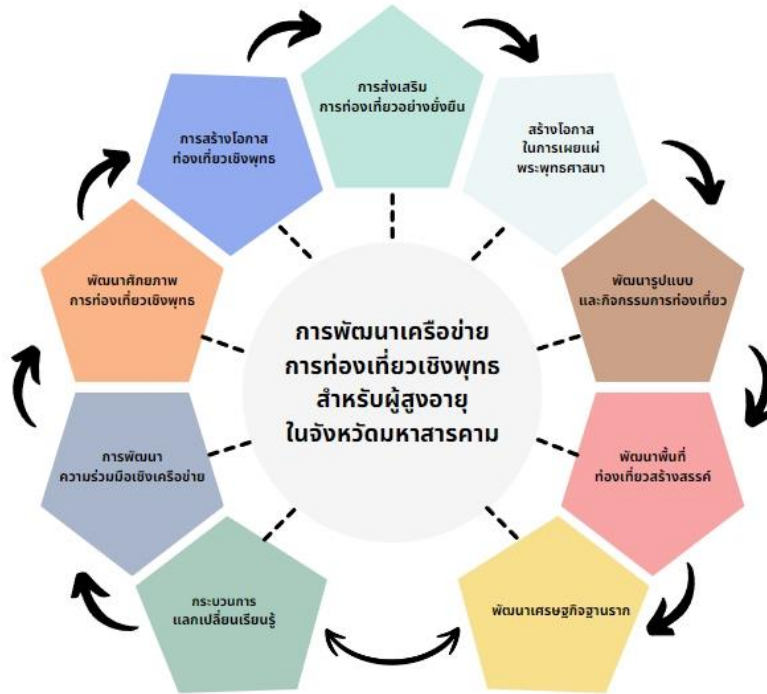 การส่งเสริม
การท่องเที่ยวอย่างยั่งยืน
สร้างโอกาส
ในการเผยแผ่
พระพุทธศาสนา
พัฒนารูปแบบ
และกิจกรรมการท่องเที่ยว
พัฒนาพื้นที่
ท่องเที่ยวสร้างสรรค์
พัฒนาเศรษฐกิจฐานราก
กระบวนการ
แลกเปลี่ยนเรียนรู้
การพัฒนา
ความร่วมมือเชิงเครือข่าย
พัฒนาศักยภาพ
การท่องเที่ยวเชิงพุทธ
การสร้างโอกาส
ท่องเที่ยวเชิงพุทธ
การพัฒนาเครือข่าย
การท่องเที่ยวเชิงพุทธ
สำหรับผู้สูงอายุ
ในจังหวัดมหาสารคาม